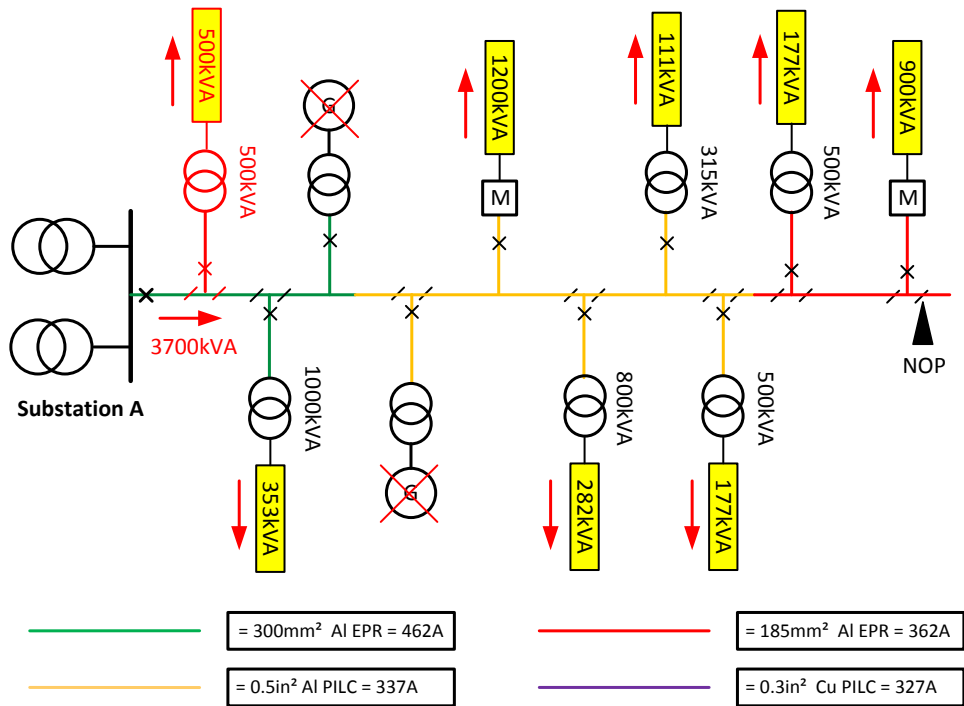 500kVA
500kVA
G
1200kVA
M
111kVA
315kVA
177kVA
500kVA
900kVA
M
3700kVA
Substation A
1000kVA
353kVA
G
800kVA
282kVA
500kVA
177kVA
NOP
= 300mm² Al EPR = 462A
= 185mm² Al EPR = 362A
= 0.5in² Al PILC = 337A
= 0.3in² Cu PILC = 327A